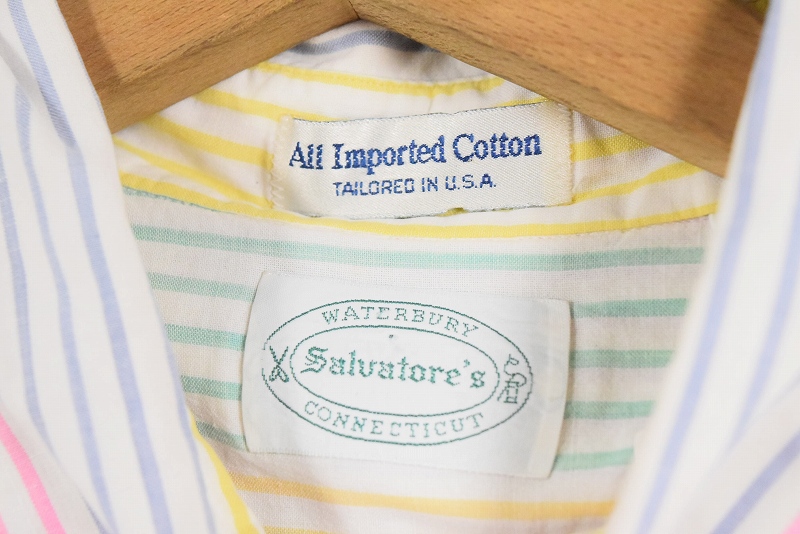 All Imported Cotton
TAILORED IN U.S.A.
WATERBURY
Salvatore's
CONNECTICUT